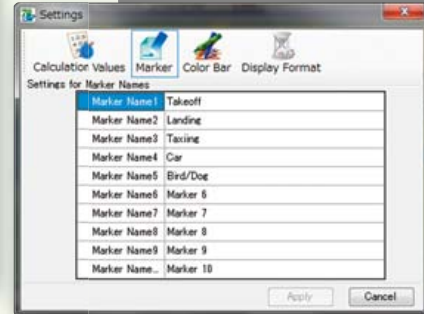 Settings
Calculation Values Marker Color Bar Display Format
Settings for Marker Names
Marker Name1 Takeoff
Marker Name2 Landing
Marker Name3 Taxiing
Marker Name4 Car
Marker Name5 Bird/Dog
Marker Name6 Marker 6
Marker Name7 Marker 7
Marker Name8 Marker 8
Marker Name9 Marker 9
Marker Name... Marker 10
Apply Cancel